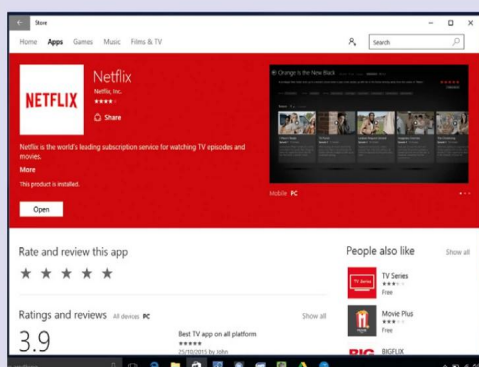 Store
Home Apps Games Music Films & TV
Search
NETFLIX
Netflix
Netflix, Inc.
Share
Netflix is the world's leading subscription service for watching TV episodes and
movies.
More
This product is installed.
Open
Orange is the New Black
Mobile PC
Rate and review this app
People also like Show all
TV Series
TV Series
Free
Movie Plus
Free
BIG BIGFLIX
Ratings and reviews All devices PC Show all
3.9
Best TV app on all platform
25/10/2015 by John